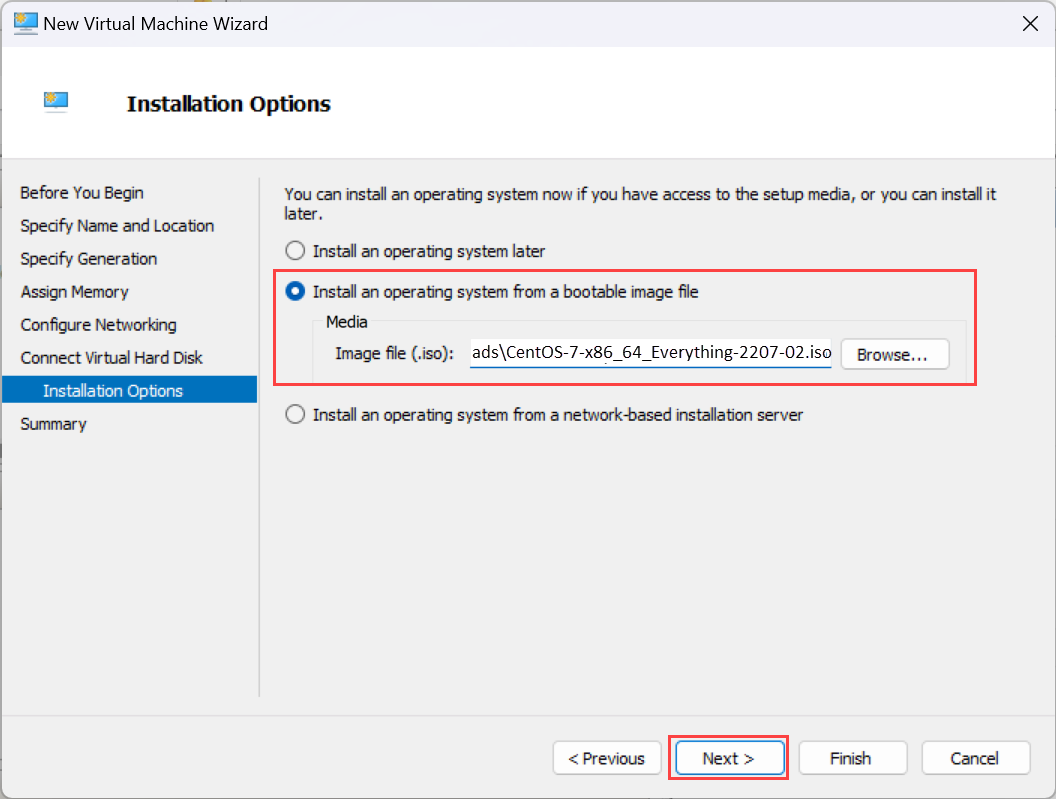 New Virtual Machine Wizard
Installation Options
Before You Begin
Specify Name and Location
Specify Generation
Assign Memory
Configure Networking
Connect Virtual Hard Disk
Installation Options
Summary
You can install an operating system now if you have access to the setup media, or you can install it
later.
Install an operating system later
Install an operating system from a bootable image file
Media
Image file (.iso): ads\CentOS-7-x86_64_Everything-2207-02.iso Browse...
Install an operating system from a network-based installation server
< Previous Next > Finish Cancel